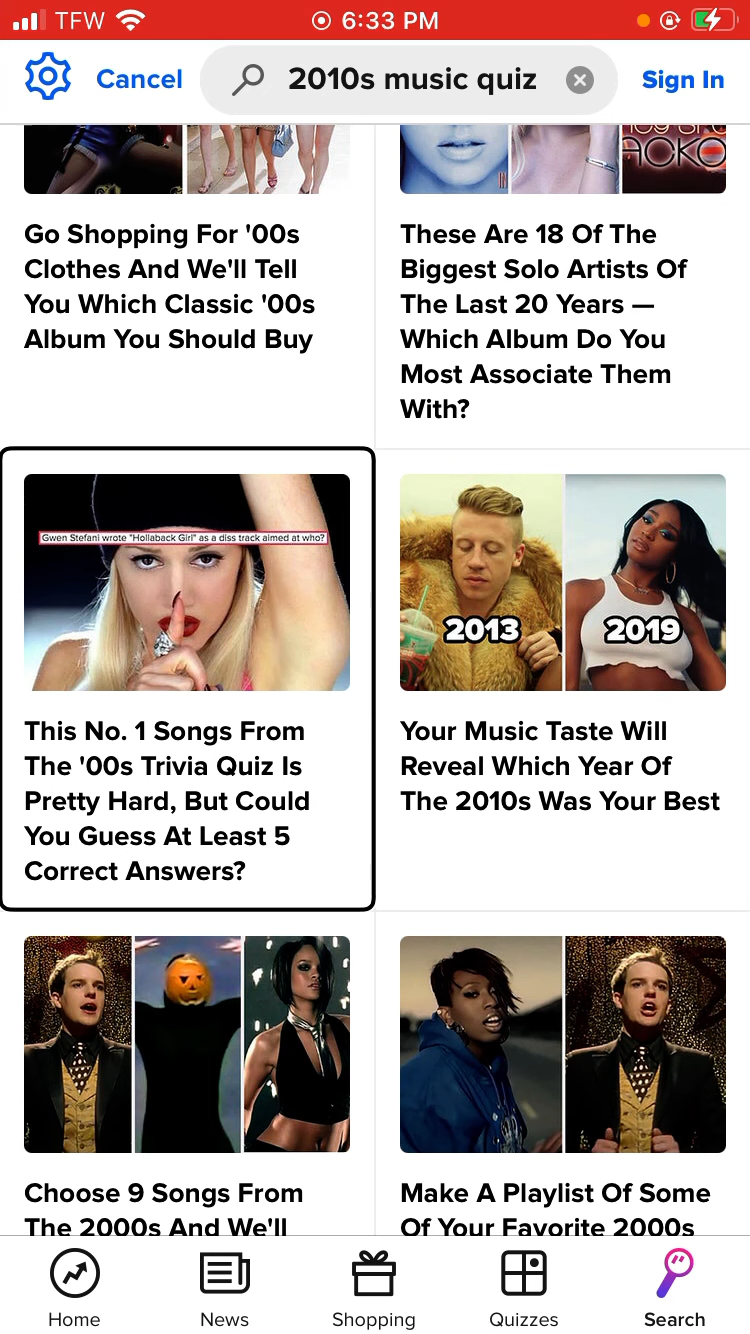 TFW 6:33 PM
Cancel 2010s music quiz Sign In
Go Shopping For '00s
Clothes And We'll Tell
You Which Classic '00s
Album You Should Buy
These Are 18 Of The
Biggest Solo Artists Of
The Last 20 Years —
Which Album Do You
Most Associate Them
With?
Gwen Stefani wrote "Hollaback Girl" as a diss track aimed at who?
This No. 1 Songs From
The '00s Trivia Quiz Is
Pretty Hard, But Could
You Guess At Least 5
Correct Answers?
2013
2019
Your Music Taste Will
Reveal Which Year Of
The 2010s Was Your Best
Choose 9 Songs From
The 2000s And We'll
Make A Playlist Of Some
Of Your Favorite 2000s
Home News Shopping Quizzes Search